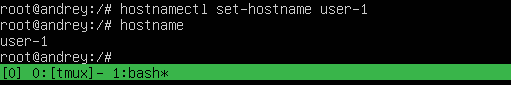 root@andrey:/# hostnamectl set-hostname user-1
root@andrey:/# hostname
user-1
root@andrey:/#
[0] 0:[tmux]- 1:bash*